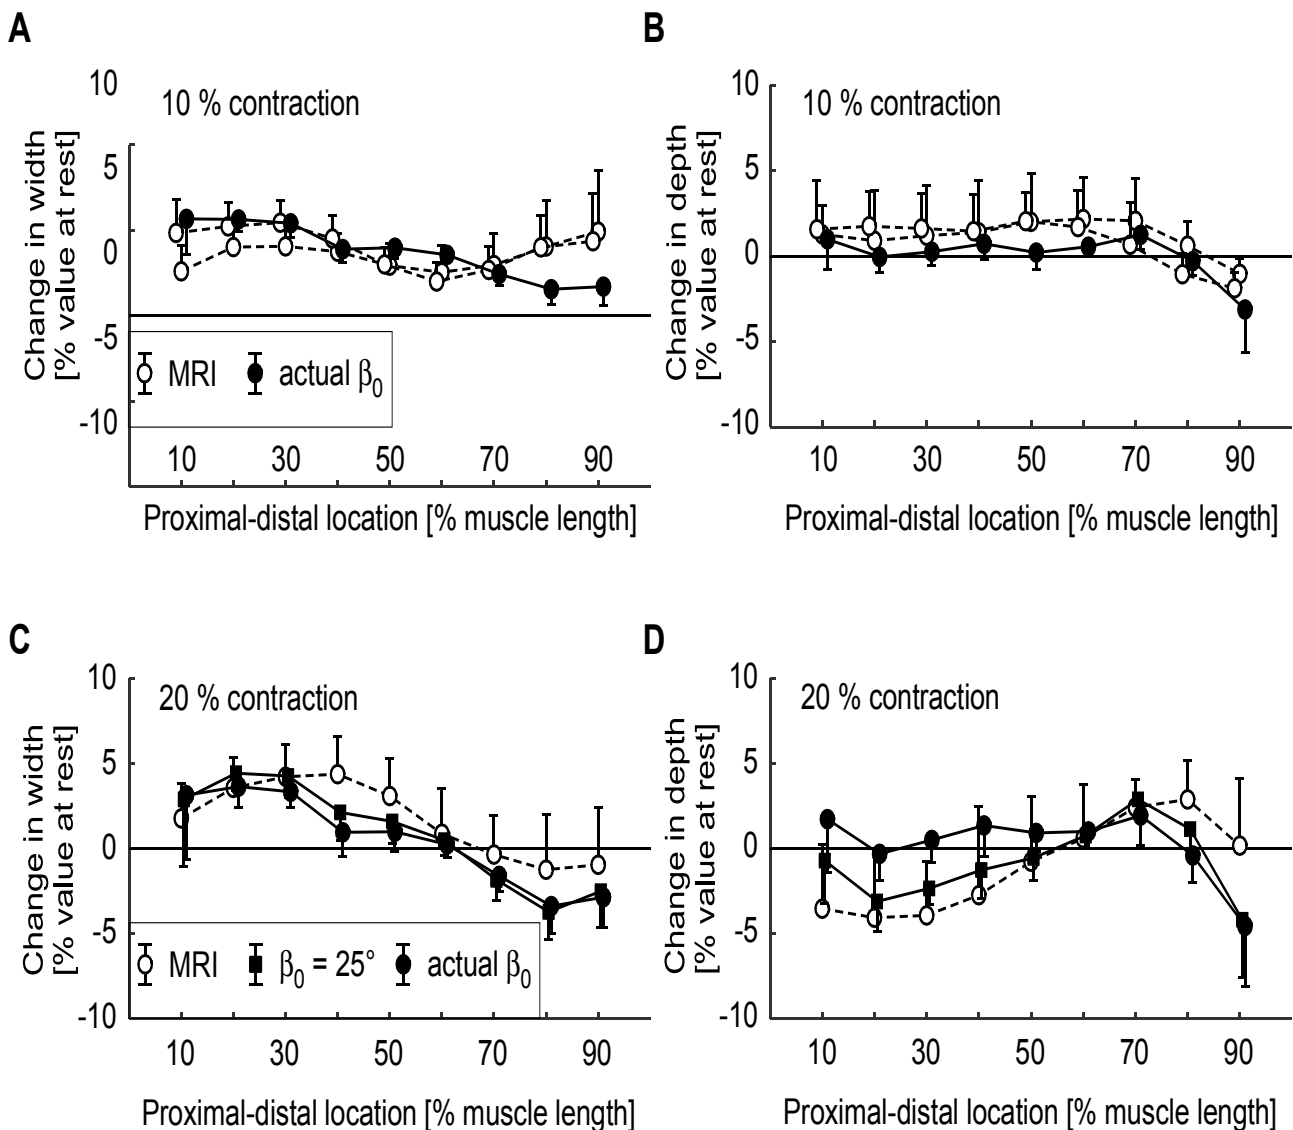 A
10 % contraction
Change in width
[% value at rest]
10
5
0
-5
-10
MRI actual β0
10 30 50 70 90
Proximal-distal location [% muscle length]
B
10 % contraction
Change in depth
[% value at rest]
10
5
0
-5
-10
10 30 50 70 90
Proximal-distal location [% muscle length]
C
20 % contraction
Change in width
[% value at rest]
10
5
0
-5
-10
MRI β0 = 25° actual β0
10 30 50 70 90
Proximal-distal location [% muscle length]
D
20 % contraction
Change in depth
[% value at rest]
10
5
0
-5
-10
10 30 50 70 90
Proximal-distal location [% muscle length]